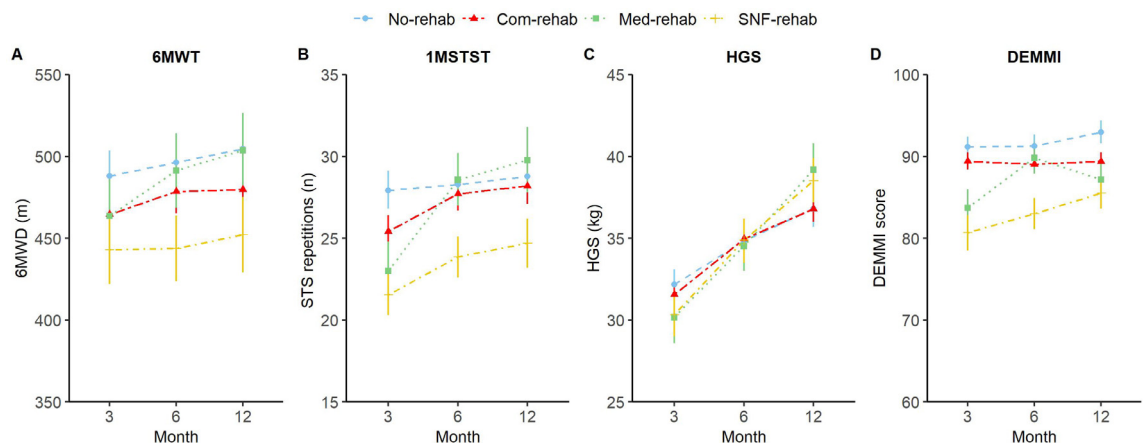 No-rehab Com-rehab Med-rehab SNF-rehab
A 6MWT
550
500
450
400
350
6MWD (m)
3 6 12
Month
B 1MSTST
35
30
25
20
15
STS repetitions (n)
3 6 12
Month
C HGS
45
40
35
30
25
HGS (kg)
3 6 12
Month
D DEMMI
100
90
80
70
60
DEMMI score
3 6 12
Month